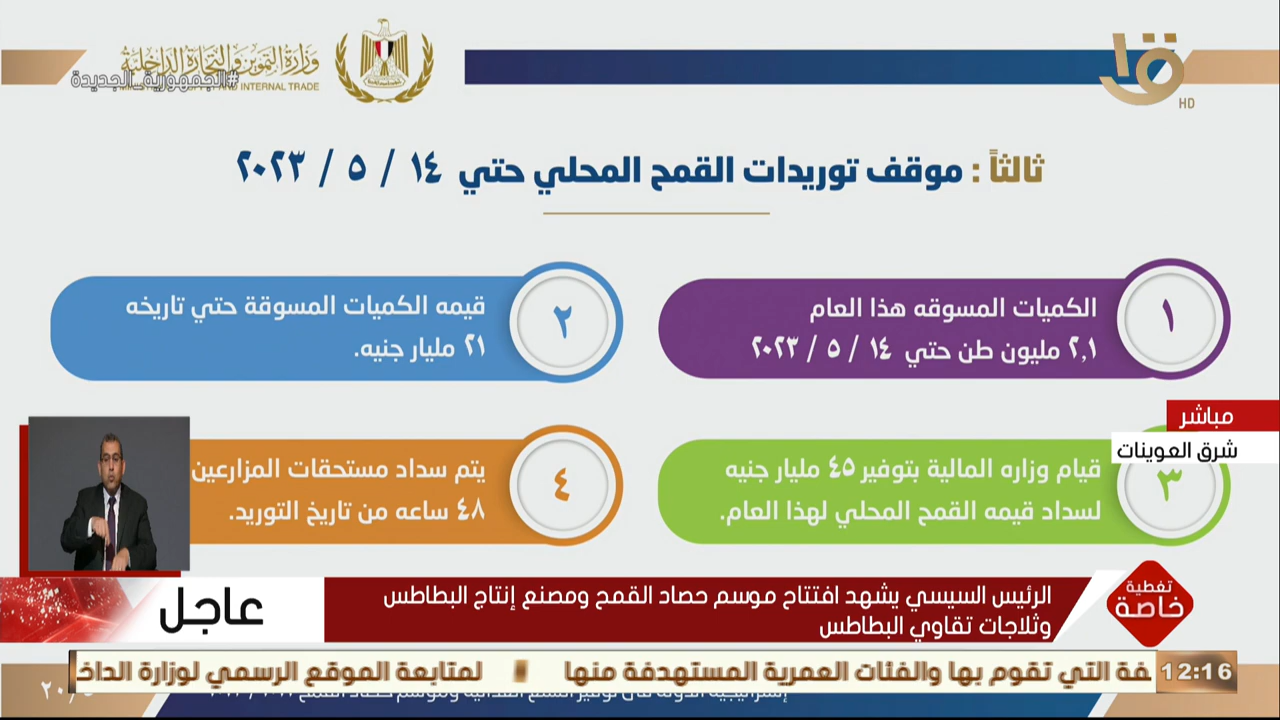 وزارة التموين والتجارة الداخلية
#الجمهورية_الجديدة
AND INTERNAL TRADE
HD
ثالثاً : موقف توريدات القمح المحلي حتي ١٤ / ٥ / ٢٠٢٣
١
الكميات المسوقه هذا العام
٢,١ مليون طن حتي ١٤ / ٥ / ٢٠٢٣
٢
قيمه الكميات المسوقة حتي تاريخه
٢١ مليار جنيه.
مباشر
شرق العوينات
٣
قيام وزاره المالية بتوفير ٤٥ مليار جنيه
لسداد قيمه القمح المحلي لهذا العام.
٤
يتم سداد مستحقات المزارعين
٤٨ ساعه من تاريخ التوريد.
تغطية
خاصة
الرئيس السيسي يشهد افتتاح موسم حصاد القمح ومصنع إنتاج البطاطس
وثلاجات تقاوي البطاطس
عاجل
12:16
فة التي تقوم بها والفئات العمرية المستهدفة منها لمتابعة الموقع الرسمي لوزارة الداخ